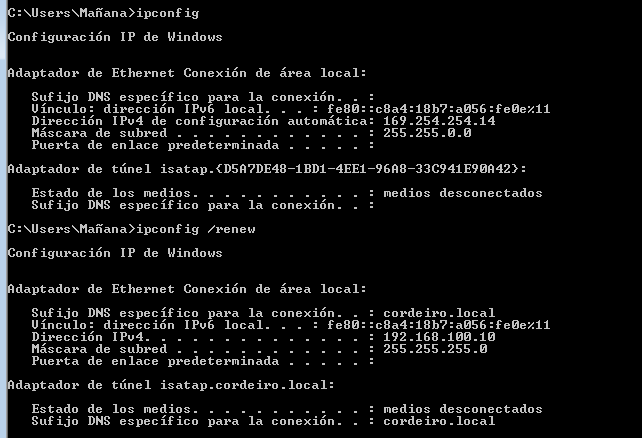 C:\Users\Mañana>ipconfig
Configuración IP de Windows
Adaptador de Ethernet Conexión de área local:
Sufijo DNS específico para la conexión. . :
Vínculo: dirección IPv6 local. . . : fe80::c8a4:18b7:a056:fe0e%11
Dirección IPv4 de configuración automática: 169.254.254.14
Máscara de subred . . . . . . . . . . . . : 255.255.0.0
Puerta de enlace predeterminada . . . . . :
Adaptador de túnel isatap.{D5A7DE48-1BD1-4EE1-96A8-33C941E90A42}:
Estado de los medios. . . . . . . . . . . : medios desconectados
Sufijo DNS específico para la conexión. . :
C:\Users\Mañana>ipconfig /renew
Configuración IP de Windows
Adaptador de Ethernet Conexión de área local:
Sufijo DNS específico para la conexión. . : cordeiro.local
Vínculo: dirección IPv6 local. . . : fe80::c8a4:18b7:a056:fe0e%11
Dirección IPv4. . . . . . . . . . . . . . : 192.168.100.10
Máscara de subred . . . . . . . . . . . . : 255.255.255.0
Puerta de enlace predeterminada . . . . . :
Adaptador de túnel isatap.cordeiro.local:
Estado de los medios. . . . . . . . . . . : medios desconectados
Sufijo DNS específico para la conexión. . : cordeiro.local